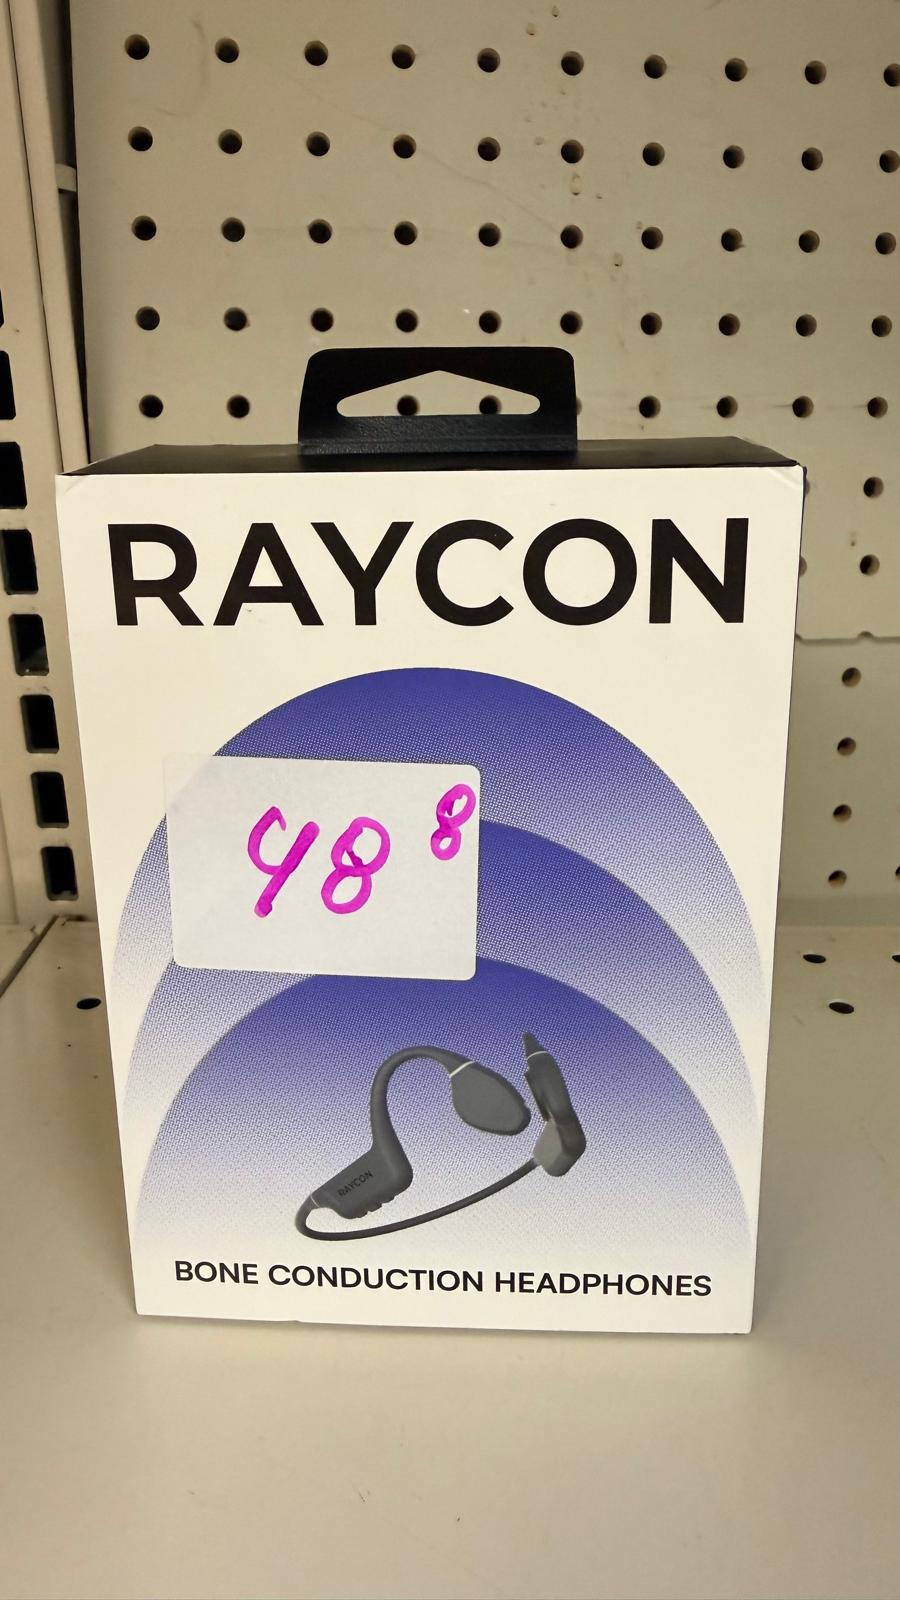 RAYCON
48 8
RAYCON
BONE CONDUCTION HEADPHONES